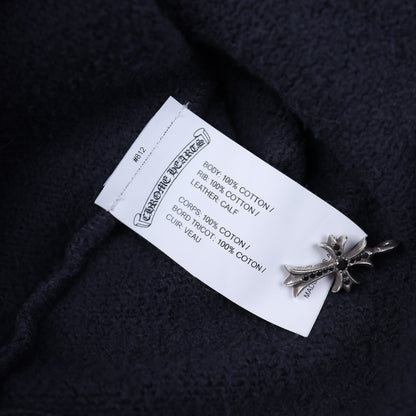 #612
CHROME HEARTS
BODY: 100% COTTON /
RIB: 100% COTTON /
LEATHER: CALF
CORPS: 100% COTON /
BORD TRICOT: 100% COTON /
CUIR: VEAU